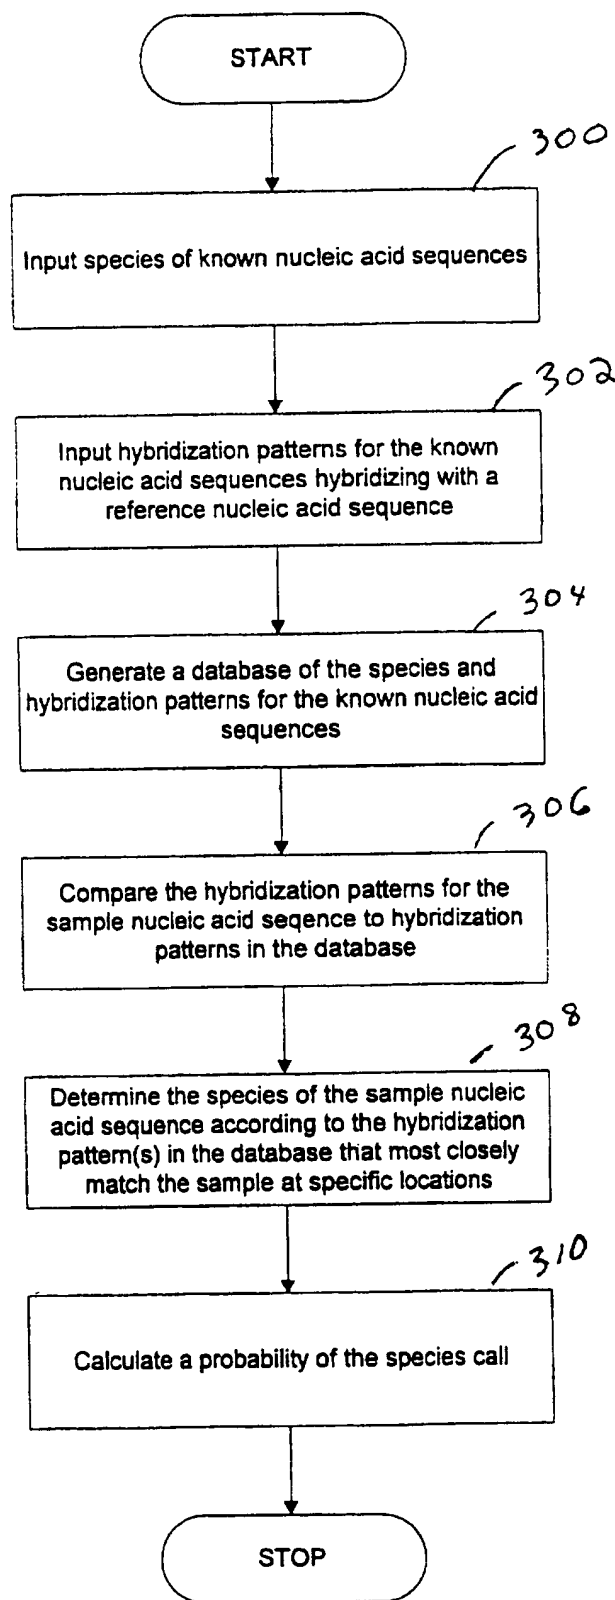 START
300
Input species of known nucleic acid sequences
302
Input hybridization patterns for the known
nucleic acid sequences hybridizing with a
reference nucleic acid sequence
304
Generate a database of the species and
hybridization patterns for the known nucleic acid
sequences
306
Compare the hybridization patterns for the
sample nucleic acid seqence to hybridization
patterns in the database
308
Determine the species of the sample nucleic
acid sequence according to the hybridization
pattern(s) in the database that most closely
match the sample at specific locations
310
Calculate a probability of the species call
STOP